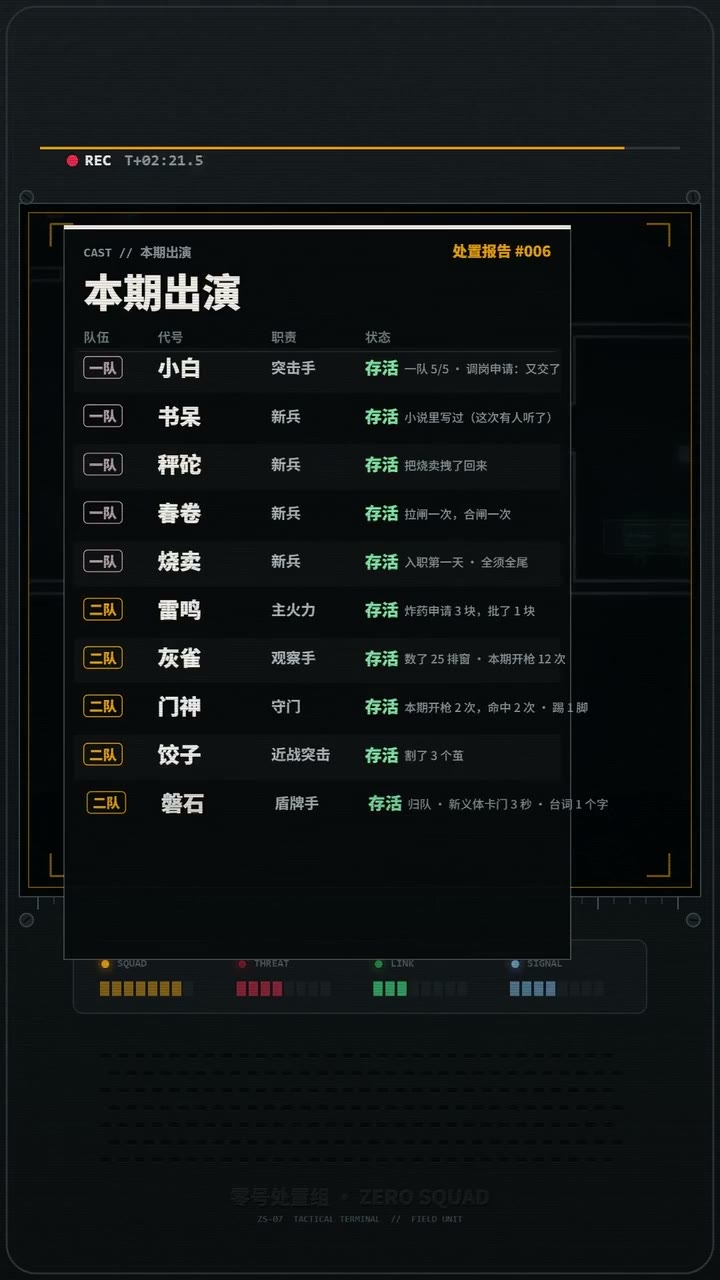 REC T+02:21.5
CAST // 本期出演
处置报告 #006
本期出演
队伍 代号 职责 状态
一队 小白 突击手 存活 一队 5/5 · 调岗申请：又交了
一队 书呆 新兵 存活 小说里写过（这次有人听了）
一队 秤砣 新兵 存活 把烧卖拽了回来
一队 春卷 新兵 存活 拉闸一次，合闸一次
一队 烧卖 新兵 存活 入职第一天 · 全须全尾
二队 雷鸣 主火力 存活 炸药申请 3 块，批了 1 块
二队 灰雀 观察手 存活 数了 25 排窗 · 本期开枪 12 次
二队 门神 守门 存活 本期开枪 2 次，命中 2 次 · 踢 1 脚
二队 饺子 近战突击 存活 割了 3 个茧
二队 磐石 盾牌手 存活 归队 · 新义体卡门 3 秒 · 台词 1 个字
SQUAD THREAT LINK SIGNAL
零号处置组 · ZERO SQUAD
ZS-07 TACTICAL TERMINAL // FIELD UNIT